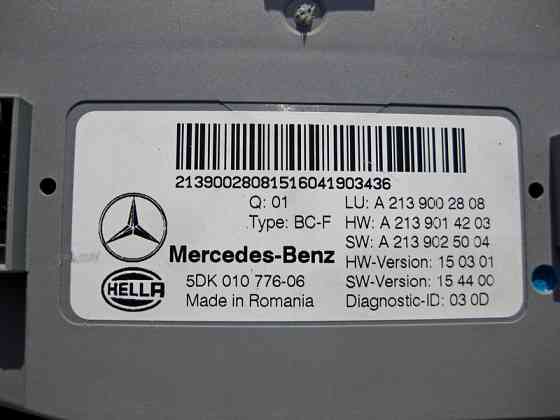 21390028081516041903436
Q: 01 LU: A 213 900 28 08
Type: BC-F HW: A 213 901 42 03
SW: A 213 902 50 04
Mercedes-Benz HW-Version: 15 03 01
5DK 010 776-06 SW-Version: 15 44 00
HELLA Made in Romania Diagnostic-ID: 03 0D